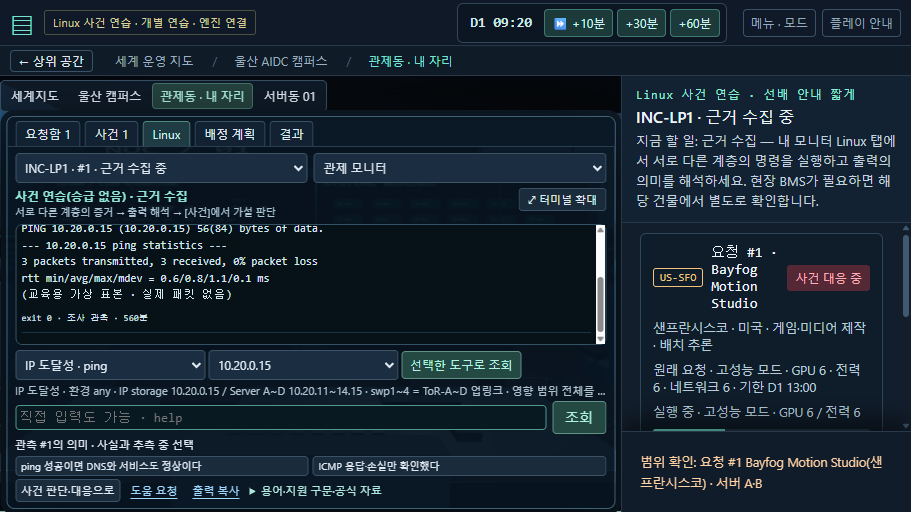 Linux 사건 연습 · 개별 연습 · 엔진 연결
D1 09:20
⏩ +10분
+30분
+60분
메뉴 · 모드
플레이 안내
← 상위 공간
세계 운영 지도 / 울산 AIDC 캠퍼스 / 관제동 · 내 자리
세계지도
울산 캠퍼스
관제동 · 내 자리
서버동 01
요청함 1
사건 1
Linux
배정 계획
결과
INC-LP1 · #1 · 근거 수집 중
관제 모니터
사건 연습(승급 없음) · 근거 수집
서로 다른 계층의 증거 → 출력 해석 → [사건]에서 가설 판단
⤢ 터미널 확대
PING 10.20.0.15 (10.20.0.15) 56(84) bytes of data.
--- 10.20.0.15 ping statistics ---
3 packets transmitted, 3 received, 0% packet loss
rtt min/avg/max/mdev = 0.6/0.8/1.1/0.1 ms
(교육용 가상 표본 · 실제 패킷 없음)
exit 0 · 조사 관측 · 560분
IP 도달성 · ping
10.20.0.15
선택한 도구로 조회
IP 도달성 · 환경 any · IP storage 10.20.0.15 / Server A~D 10.20.11~14.15 · swp1~4 = ToR-A~D 업링크 · 영향 범위 전체를 ...
직접 입력도 가능 · help
조회
관측 #1의 의미 · 사실과 추측 중 선택
ping 성공이면 DNS와 서비스도 정상이다
ICMP 응답·손실만 확인했다
사건 판단·대응으로
도움 요청
출력 복사
▶ 용어·지원 구문·공식 자료
Linux 사건 연습 · 선배 안내 짧게
INC-LP1 · 근거 수집 중
지금 할 일: 근거 수집 — 내 모니터 Linux 탭에
서 서로 다른 계층의 명령을 실행하고 출력의
의미를 해석하세요. 현장 BMS가 필요하면 해
당 건물에서 별도로 확인합니다.
US-SFO
요청 #1 ·
Bayfog
Motion
Studio
사건 대응 중
샌프란시스코 · 미국 · 게임·미디어 제작
· 배치 추론
원래 요청 · 고성능 모드 · GPU 6 · 전력
6 · 네트워크 6 · 기한 D1 13:00
실행 중 · 고성능 모드 · GPU 6 / 전력 6
범위 확인: 요청 #1 Bayfog Motion Studio(샌
프란시스코) · 서버 A·B